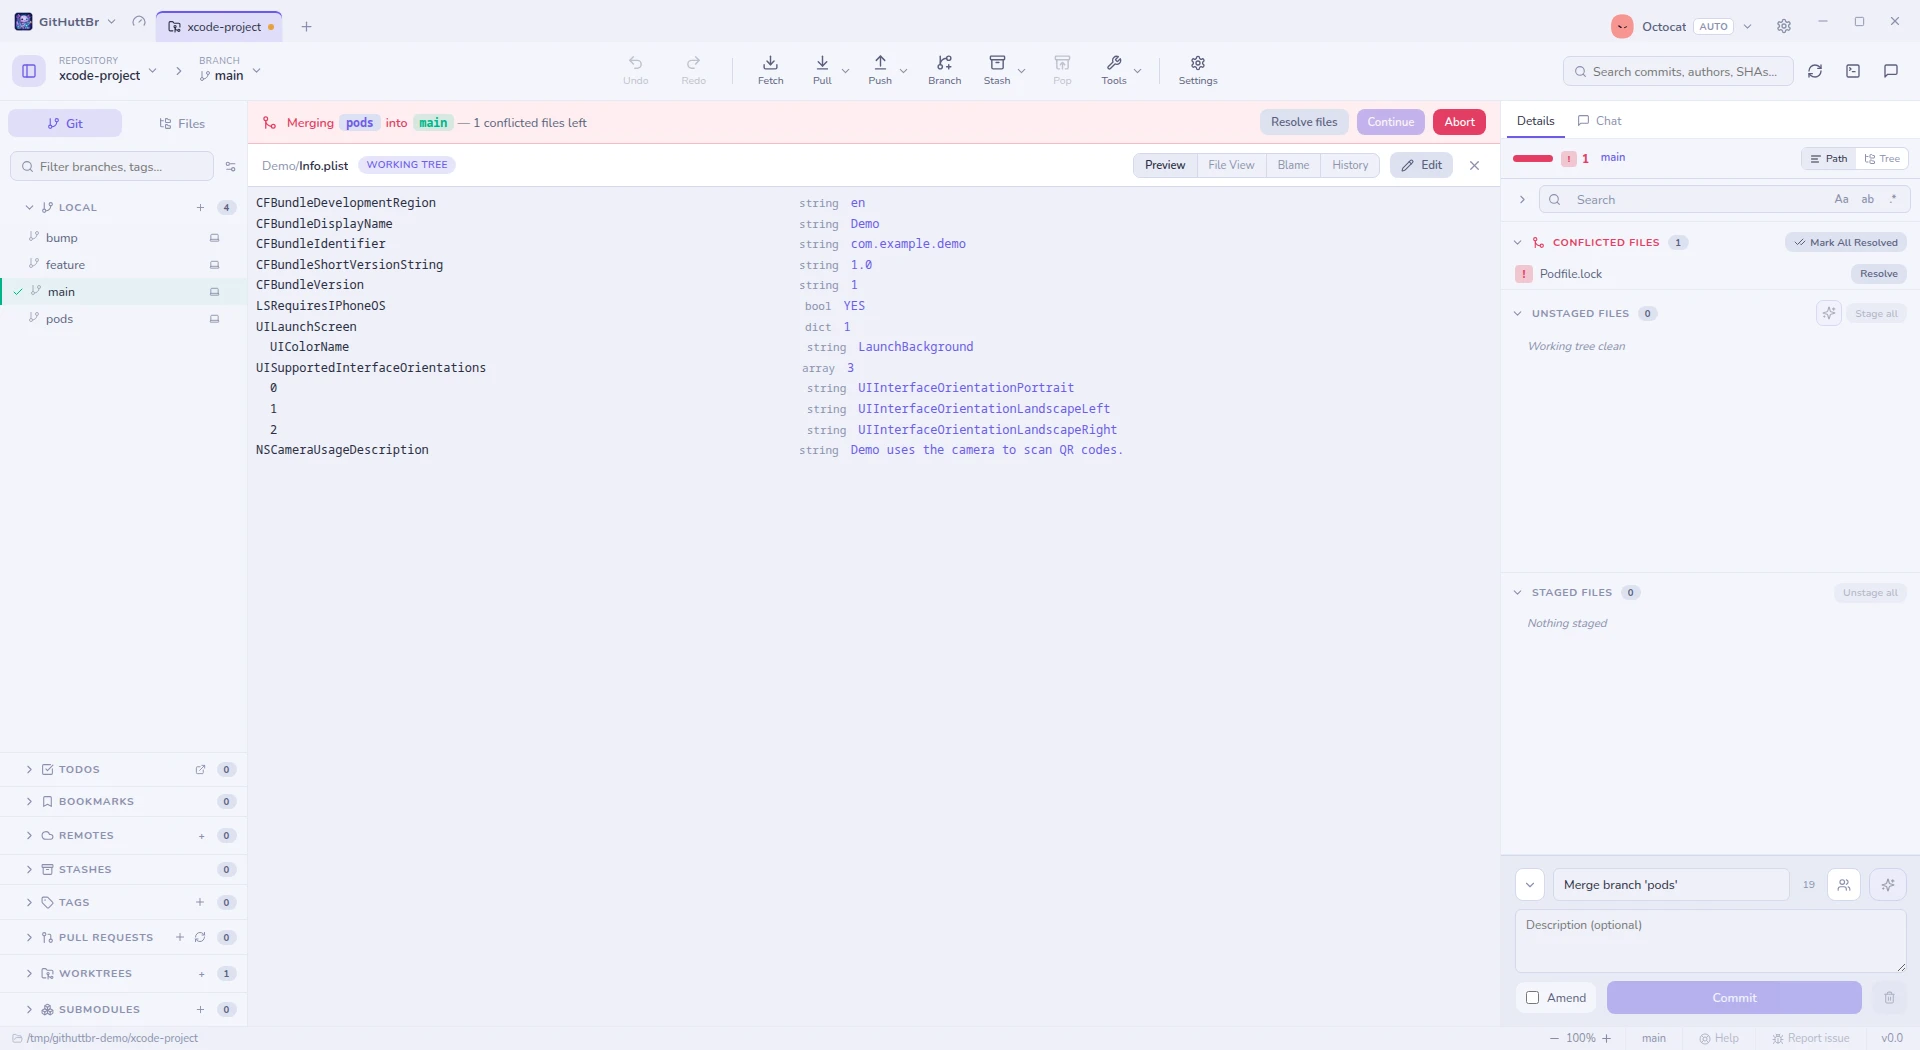 GitHuttBr
xcode-project
Octocat AUTO
REPOSITORY
xcode-project
BRANCH
main
Undo
Redo
Fetch
Pull
Push
Branch
Stash
Pop
Tools
Settings
Search commits, authors, SHAs...
Git
Files
Filter branches, tags...
LOCAL 4
bump
feature
main
pods
TODOS 0
BOOKMARKS 0
REMOTES 0
STASHES 0
TAGS 0
PULL REQUESTS 0
WORKTREES 1
SUBMODULES 0
Merging pods into main — 1 conflicted files left
Resolve files
Continue
Abort
Demo/Info.plist WORKING TREE
Preview
File View
Blame
History
Edit
CFBundleDevelopmentRegion string en
CFBundleDisplayName string Demo
CFBundleIdentifier string com.example.demo
CFBundleShortVersionString string 1.0
CFBundleVersion string 1
LSRequiresIPhoneOS bool YES
UILaunchScreen dict 1
UIColorName string LaunchBackground
UISupportedInterfaceOrientations array 3
0 string UIInterfaceOrientationPortrait
1 string UIInterfaceOrientationLandscapeLeft
2 string UIInterfaceOrientationLandscapeRight
NSCameraUsageDescription string Demo uses the camera to scan QR codes.
Details
Chat
! 1 main
Path
Tree
Search
Aa
ab
.*
CONFLICTED FILES 1
Mark All Resolved
! Podfile.lock
Resolve
UNSTAGED FILES 0
Stage all
Working tree clean
STAGED FILES 0
Unstage all
Nothing staged
Merge branch 'pods'
19
Description (optional)
Amend
Commit
/tmp/githuttbr-demo/xcode-project
100%
main
Help
Report issue
v0.0